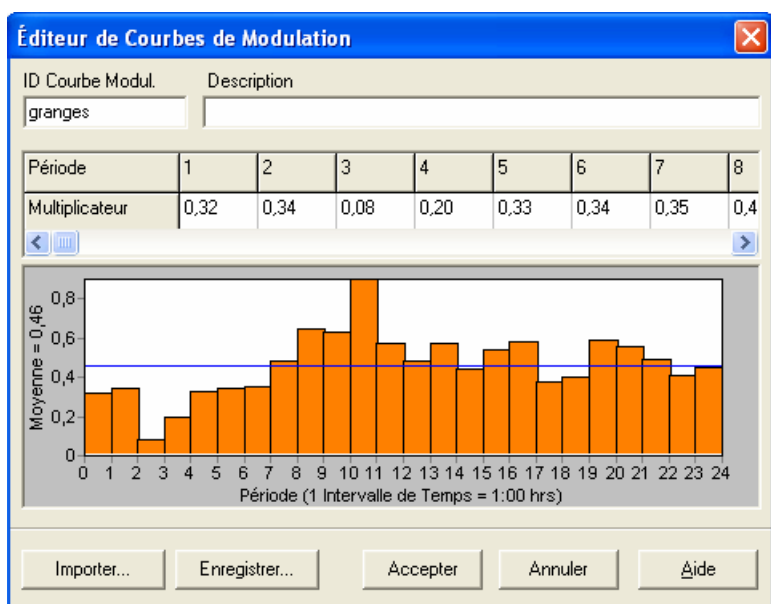 Éditeur de Courbes de Modulation
ID Courbe Modul. Description
granges
Période 1 2 3 4 5 6 7 8
Multiplicateur 0,32 0,34 0,08 0,20 0,33 0,34 0,35 0,4
Moyenne = 0,46
0,8
0,6
0,4
0,2
0
0 1 2 3 4 5 6 7 8 9 10 11 12 13 14 15 16 17 18 19 20 21 22 23 24
Période (1 Intervalle de Temps = 1:00 hrs)
Importer... Enregistrer... Accepter Annuler Aide